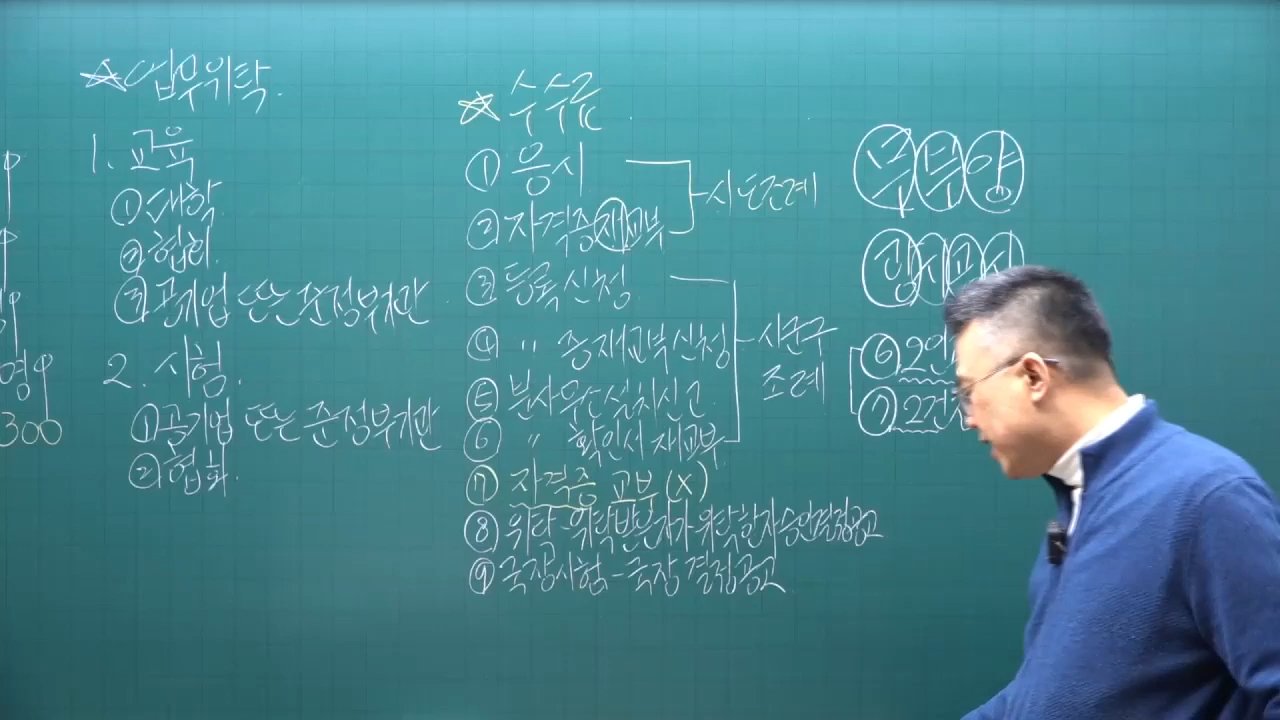 ☆업무위탁.
1. 교육
① 대학
② 협회.
③ 공기업 또는 준정부기관
2. 시험.
① 공기업 또는 준정부기관
② 협회.
300
☆ 수수료
① 응시
② 자격증재교부
시·도조례
③ 등록신청.
④ 〃 증재교부신청
⑤ 분사무소설치신고.
⑥ 〃 확인서 재교부
시군구
조례
⑦ 자격증 교부(X)
⑧ 위탁-위탁받은자가 위탁한자승인결정공고
⑨ 국장시험-국장 결정공고
⑥ 2인
⑦ 2건